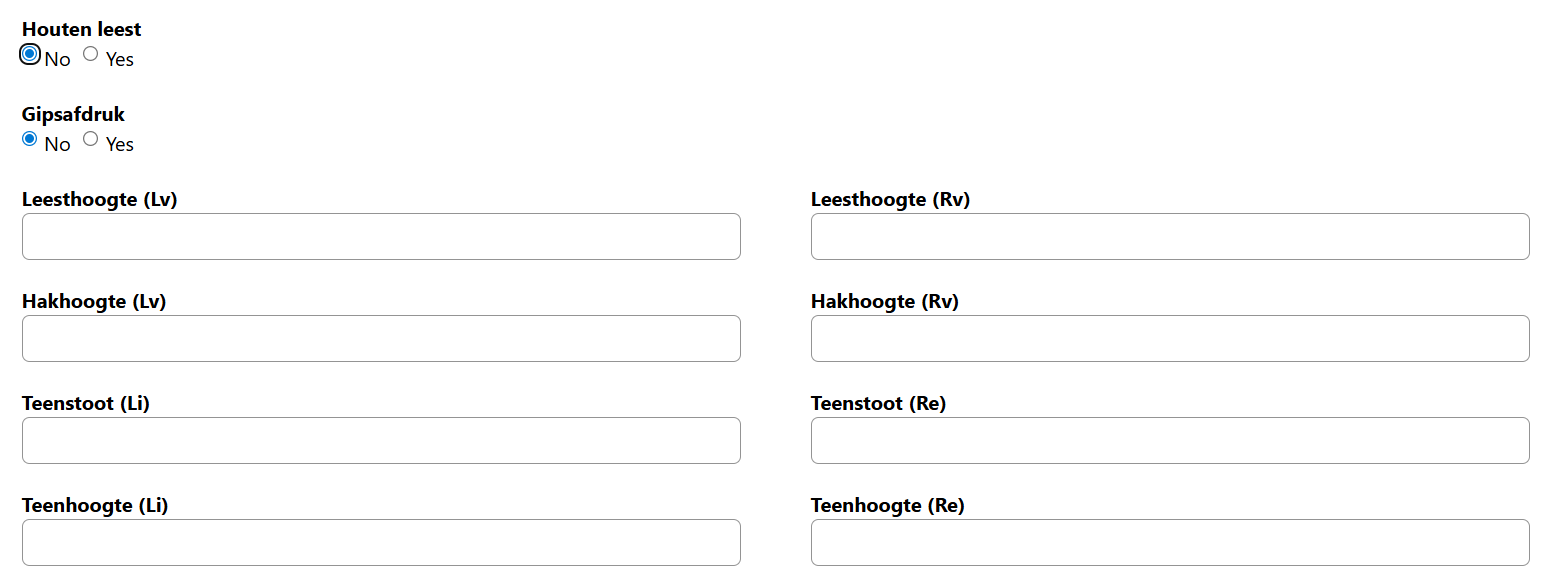 Houten leest
No Yes
Gipsafdruk
No Yes
Leesthoogte (Lv) Leesthoogte (Rv)
Hakhoogte (Lv) Hakhoogte (Rv)
Teenstoot (Li) Teenstoot (Re)
Teenhoogte (Li) Teenhoogte (Re)